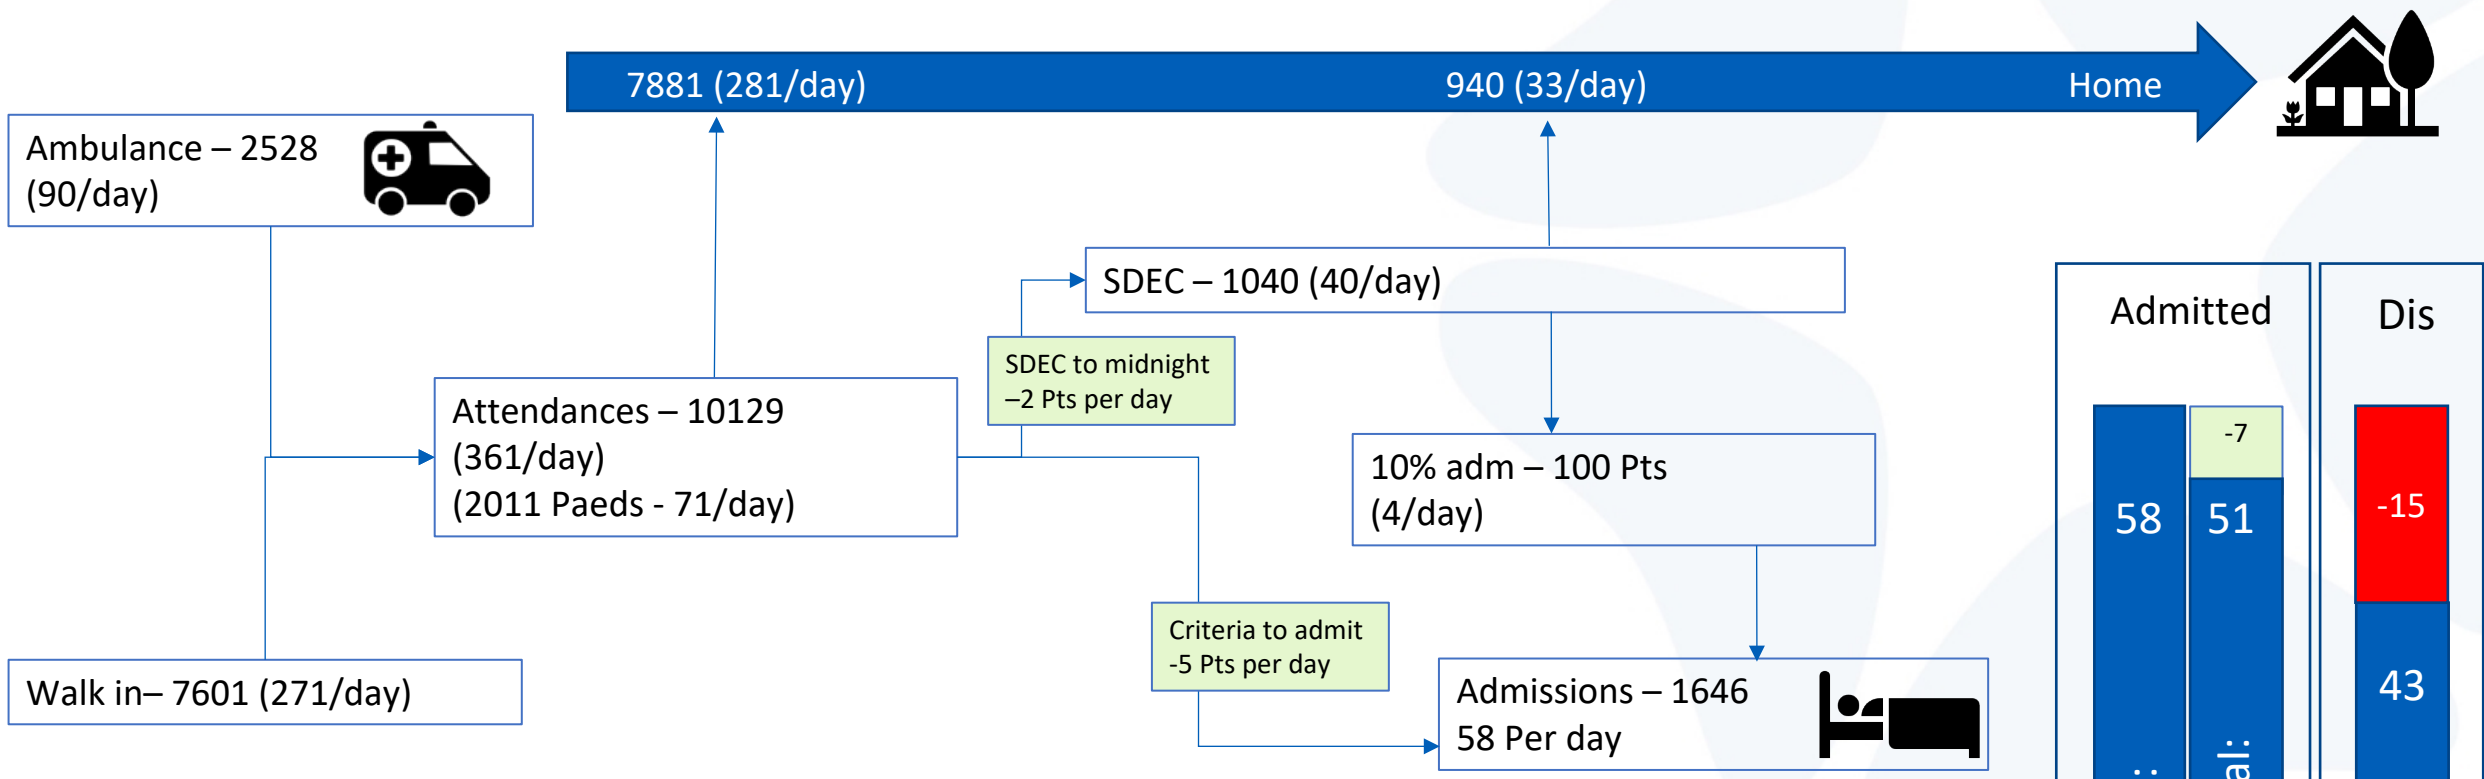 7881 (281/day)
940 (33/day)
Home
Ambulance – 2528
(90/day)
SDEC – 1040 (40/day)
Admitted
Dis
SDEC to midnight
–2 Pts per day
Attendances – 10129
(361/day)
(2011 Paeds - 71/day)
-7
10% adm – 100 Pts
(4/day)
58
51
-15
Criteria to admit
-5 Pts per day
Walk in– 7601 (271/day)
Admissions – 1646
58 Per day
43